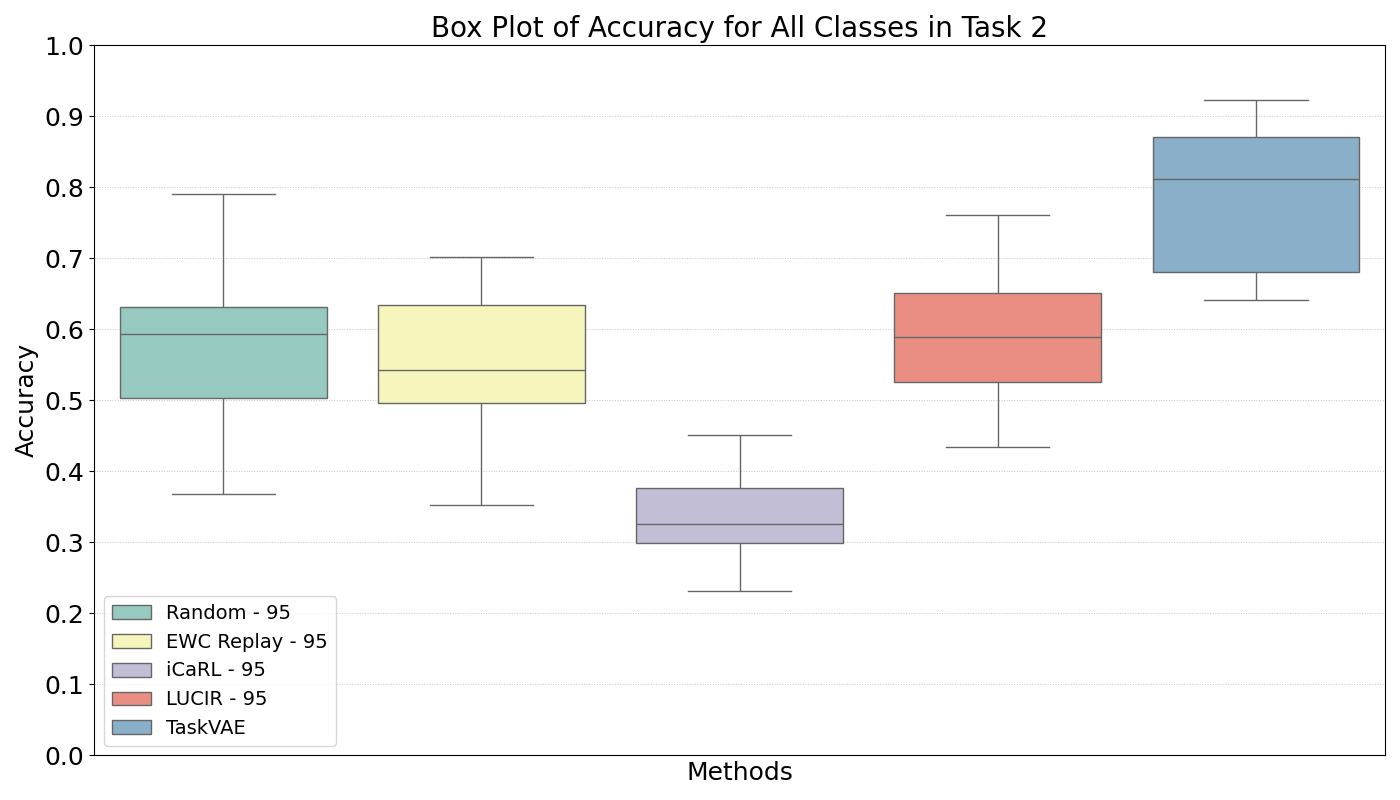 Box Plot of Accuracy for All Classes in Task 2
1.0
0.9
0.8
0.7
0.6
0.5
0.4
0.3
0.2
0.1
0.0
Accuracy
Random - 95
EWC Replay - 95
iCaRL - 95
LUCIR - 95
TaskVAE
Methods